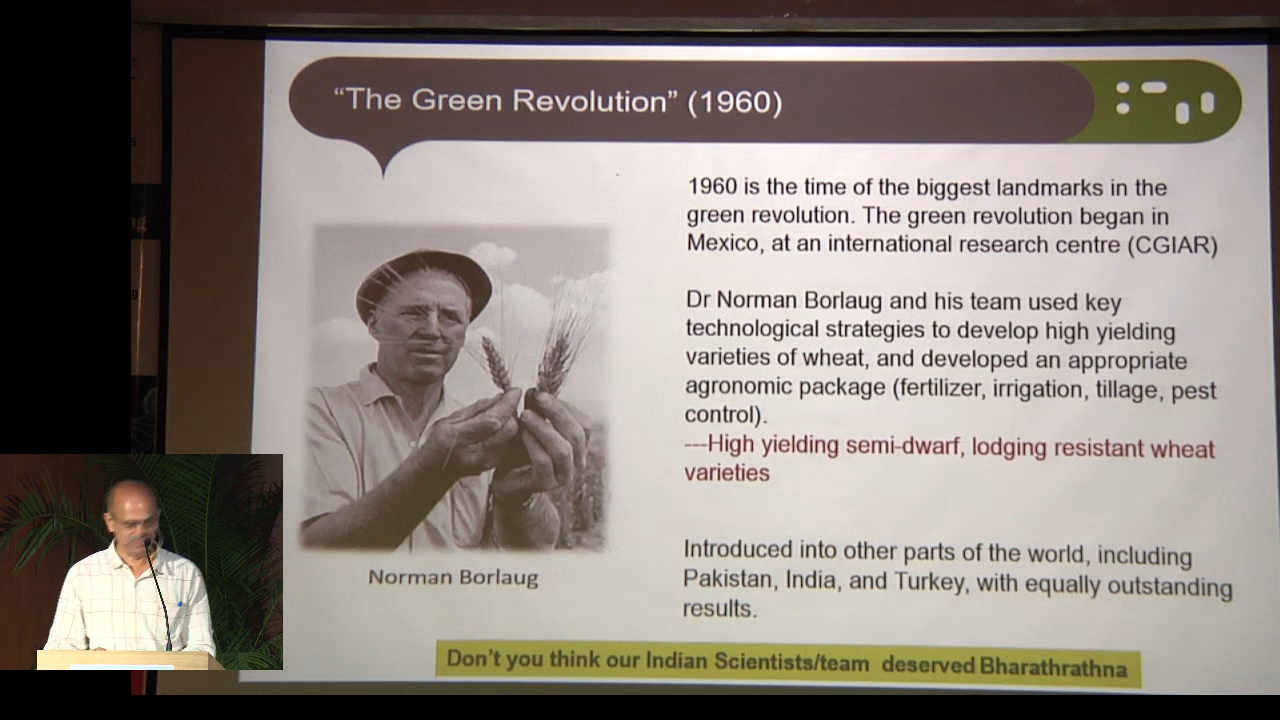 “The Green Revolution” (1960)
1960 is the time of the biggest landmarks in the
green revolution. The green revolution began in
Mexico, at an international research centre (CGIAR)
Dr Norman Borlaug and his team used key
technological strategies to develop high yielding
varieties of wheat, and developed an appropriate
agronomic package (fertilizer, irrigation, tillage, pest
control).
---High yielding semi-dwarf, lodging resistant wheat
varieties
Norman Borlaug
Introduced into other parts of the world, including
Pakistan, India, and Turkey, with equally outstanding
results.
Don’t you think our Indian Scientists/team deserved Bharathrathna